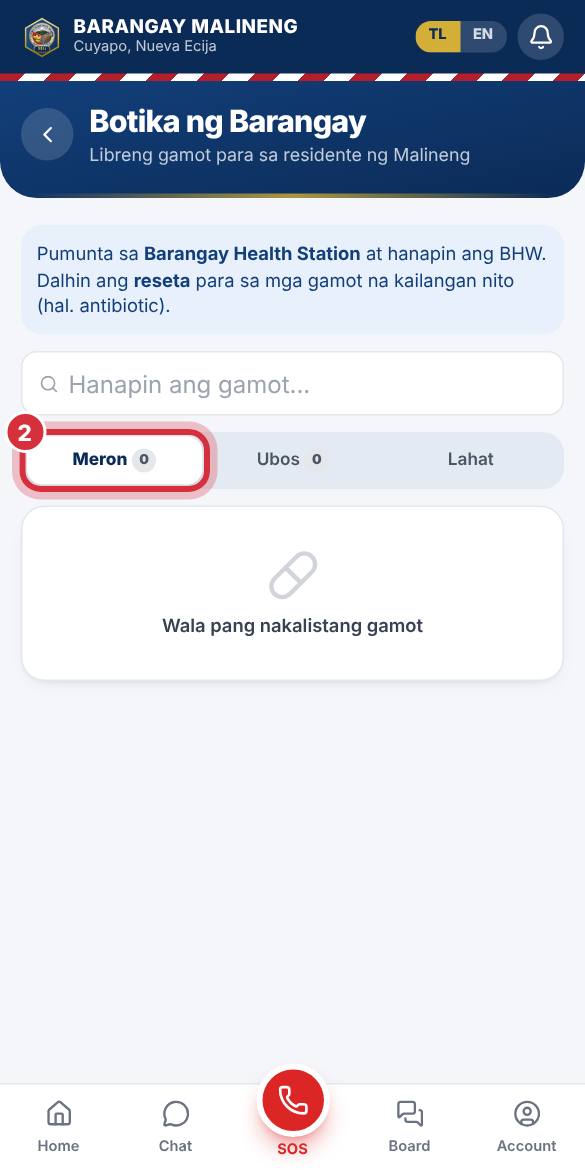 BARANGAY MALINENG
Cuyapo, Nueva Ecija
TL EN
Botika ng Barangay
Libreng gamot para sa residente ng Malineng
Pumunta sa Barangay Health Station at hanapin ang BHW.
Dalhin ang reseta para sa mga gamot na kailangan nito
(hal. antibiotic).
Hanapin ang gamot...
2
Meron 0 Ubos 0 Lahat
Wala pang nakalistang gamot
Home Chat SOS Board Account